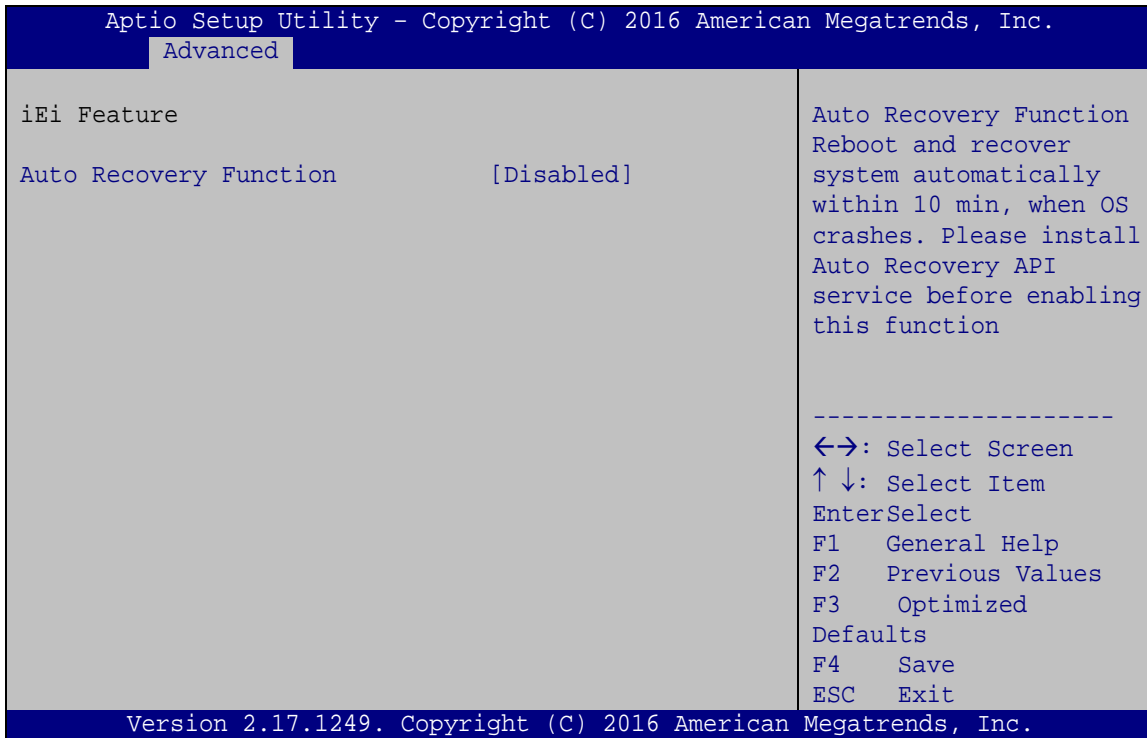 Aptio Setup Utility – Copyright (C) 2016 American Megatrends, Inc.
Advanced
iEi Feature
Auto Recovery Function [Disabled]
Auto Recovery Function
Reboot and recover
system automatically
within 10 min, when OS
crashes. Please install
Auto Recovery API
service before enabling
this function
---------------------
←→: Select Screen
↑ ↓: Select Item
EnterSelect
F1 General Help
F2 Previous Values
F3 Optimized
Defaults
F4 Save
ESC Exit
Version 2.17.1249. Copyright (C) 2016 American Megatrends, Inc.